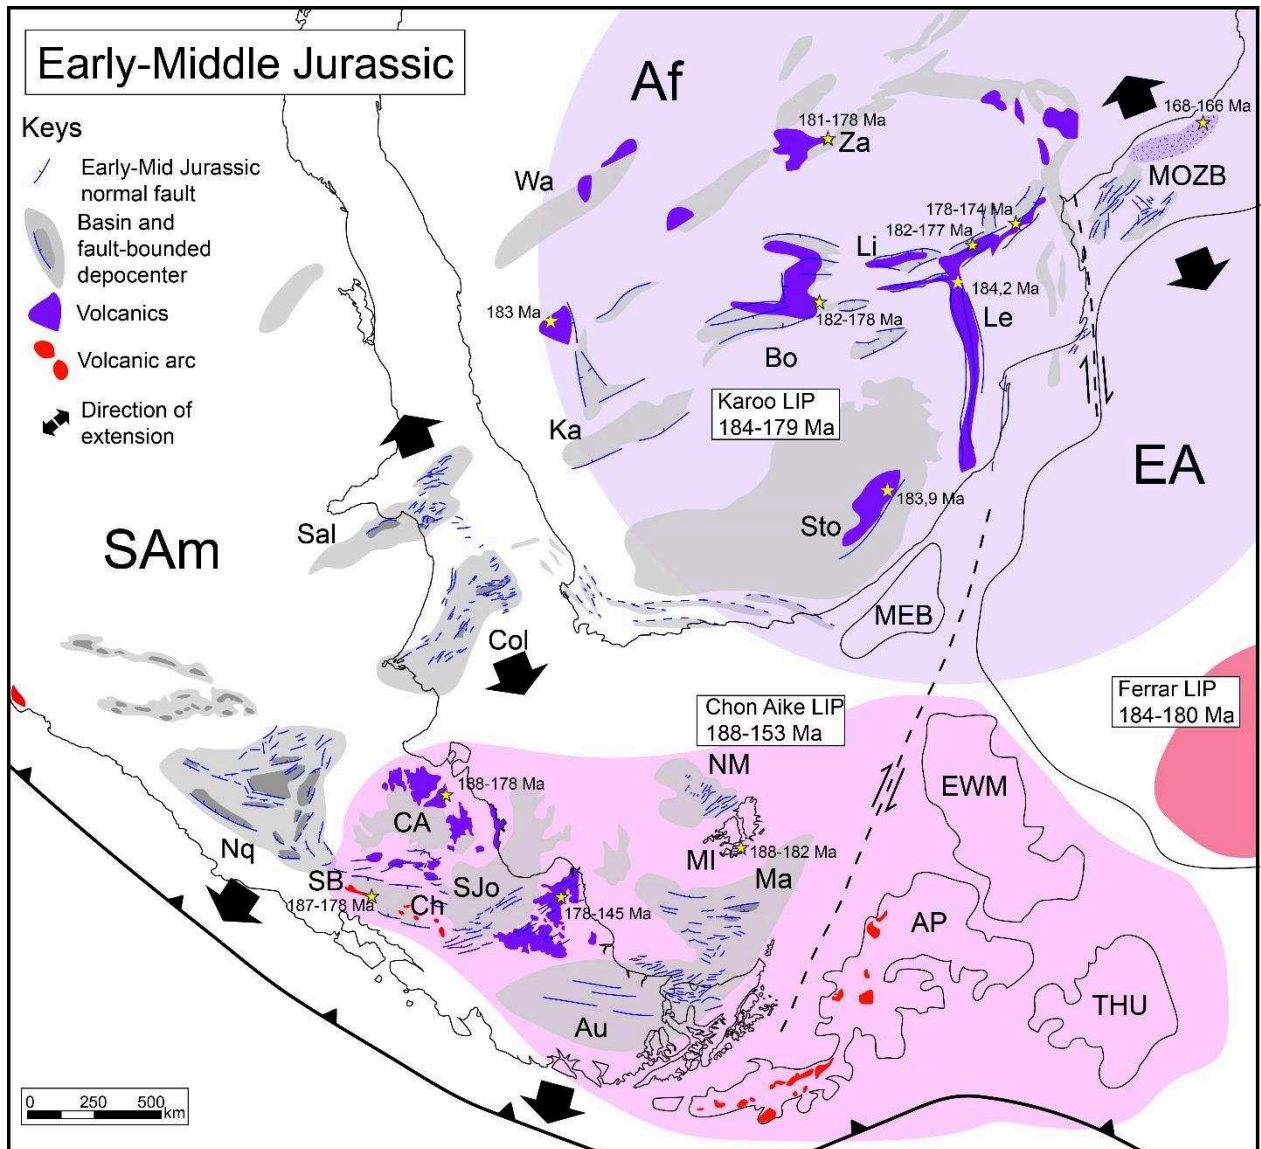 Early-Middle Jurassic
Keys
Early-Mid Jurassic
normal fault
Basin and
fault-bounded
depocenter
Volcanics
Volcanic arc
Direction of
extension
Af
168-166 Ma
181-178 Ma
Za
MOZB
Wa
178-174 Ma
182-177 Ma
Li
184,2 Ma
183 Ma
182-178 Ma
Le
Bo
Karoo LIP
184-179 Ma
Ka
EA
183,9 Ma
Sto
Sal
SAm
MEB
Col
Ferrar LIP
184-180 Ma
Chon Aike LIP
188-153 Ma
NM
188-178 Ma
EWM
CA
Nq
MI
188-182 Ma
Ma
SB
SJo
187-178 Ma
Ch
178-145 Ma
AP
THU
Au
0 250 500
km